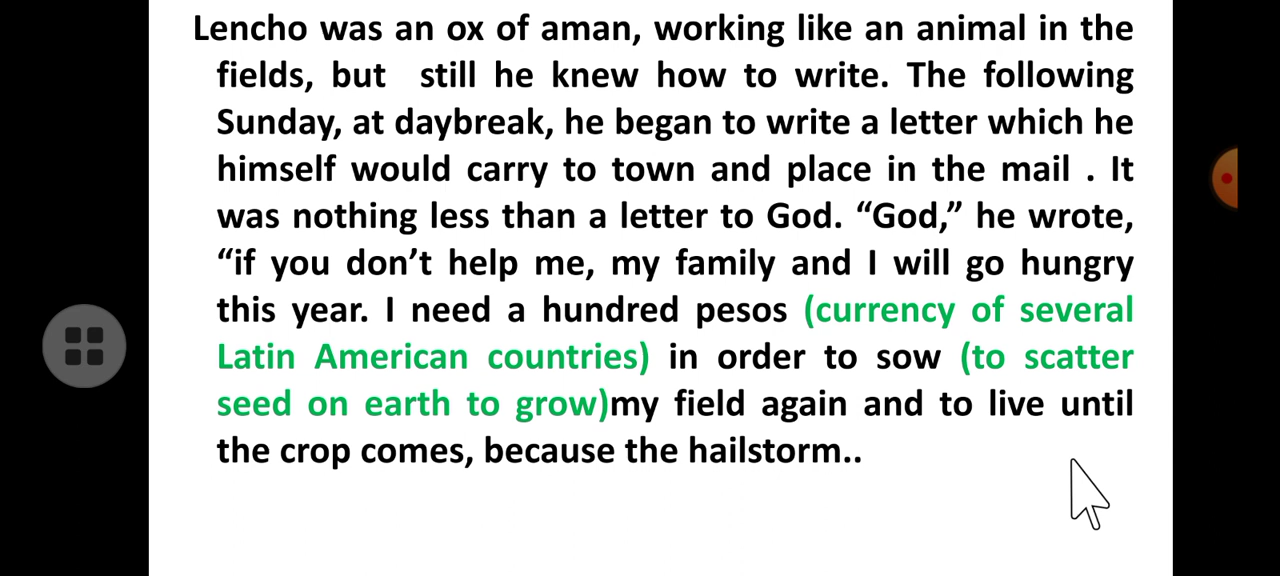 Lencho was an ox of aman, working like an animal in the
fields, but still he knew how to write. The following
Sunday, at daybreak, he began to write a letter which he
himself would carry to town and place in the mail . It
was nothing less than a letter to God. “God,” he wrote,
“if you don’t help me, my family and I will go hungry
this year. I need a hundred pesos (currency of several
Latin American countries) in order to sow (to scatter
seed on earth to grow)my field again and to live until
the crop comes, because the hailstorm..